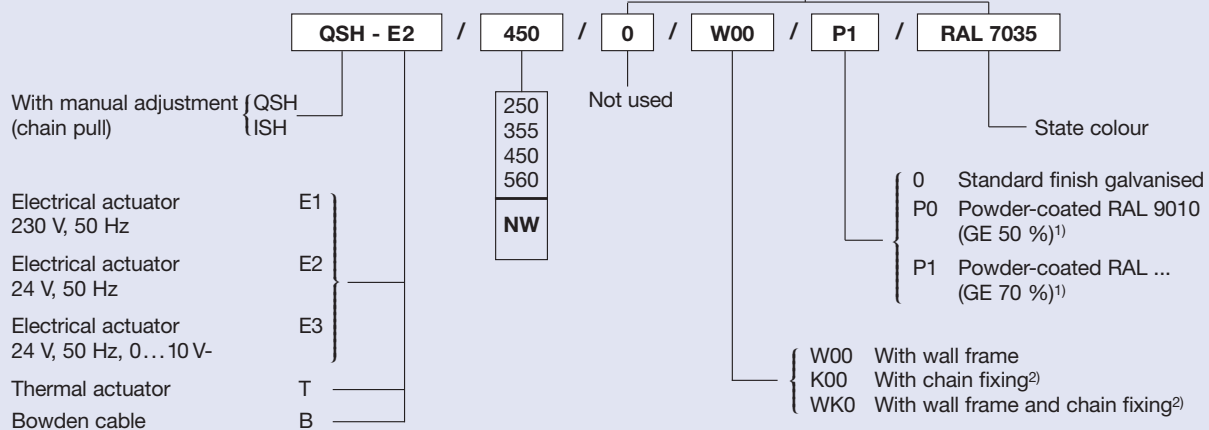 QSH - E2 / 450 / 0 / W00 / P1 / RAL 7035
With manual adjustment QSH
(chain pull) ISH
250
355
450
560
NW
Not used
State colour
Electrical actuator E1
230 V, 50 Hz
Electrical actuator E2
24 V, 50 Hz
Electrical actuator E3
24 V, 50 Hz, 0…10 V-
Thermal actuator T
Bowden cable B
0 Standard finish galvanised
P0 Powder-coated RAL 9010
(GE 50 %)1)
P1 Powder-coated RAL ...
(GE 70 %)1)
W00 With wall frame
K00 With chain fixing2)
WK0 With wall frame and chain fixing2)